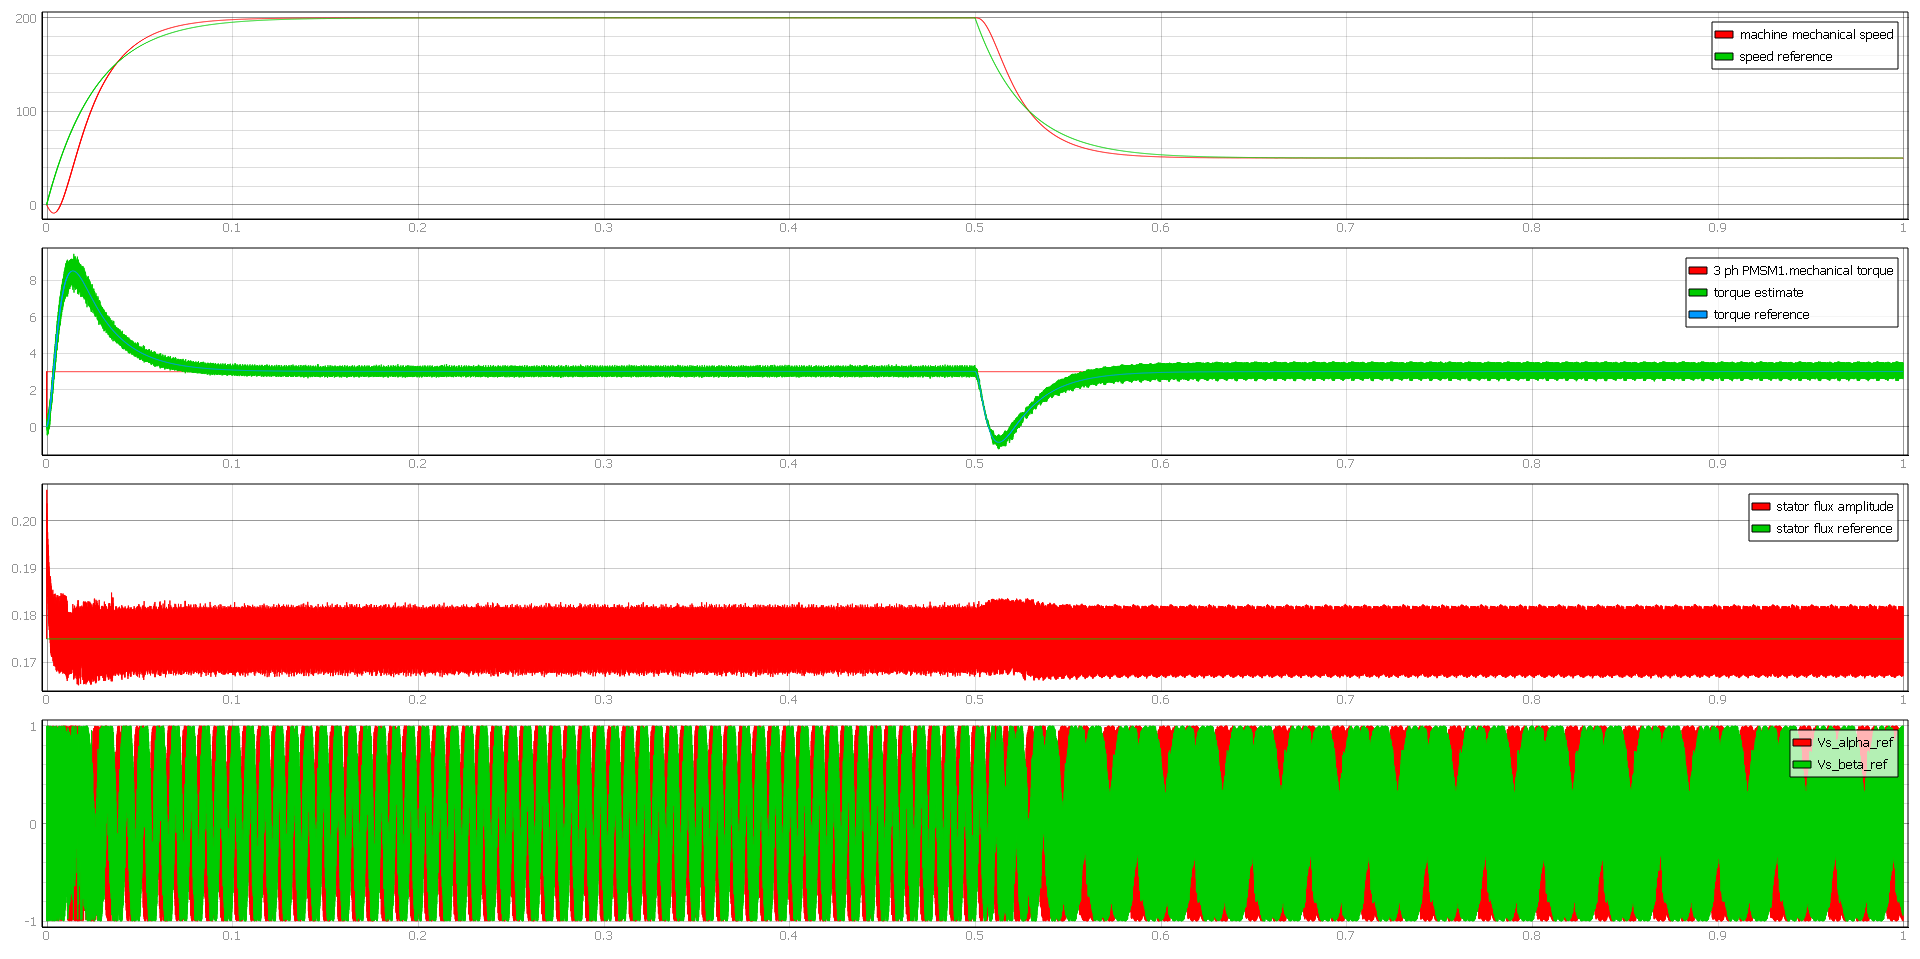 200
100
0
machine mechanical speed
speed reference
0 0.1 0.2 0.3 0.4 0.5 0.6 0.7 0.8 0.9 1
8
6
4
2
0
3 ph PMSM1.mechanical torque
torque estimate
torque reference
0 0.1 0.2 0.3 0.4 0.5 0.6 0.7 0.8 0.9 1
0.20
0.19
0.18
0.17
stator flux amplitude
stator flux reference
0 0.1 0.2 0.3 0.4 0.5 0.6 0.7 0.8 0.9 1
1
0
-1
Vs_alpha_ref
Vs_beta_ref
0 0.1 0.2 0.3 0.4 0.5 0.6 0.7 0.8 0.9 1